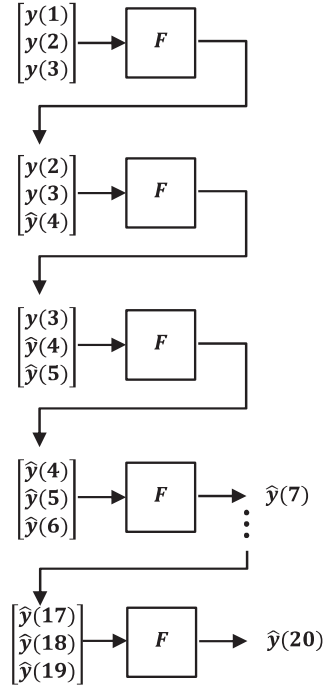 y(1)
y(2)
y(3)
F
y(2)
y(3)
ŷ(4)
F
y(3)
ŷ(4)
ŷ(5)
F
ŷ(4)
ŷ(5)
ŷ(6)
F
ŷ(7)
ŷ(17)
ŷ(18)
ŷ(19)
F
ŷ(20)